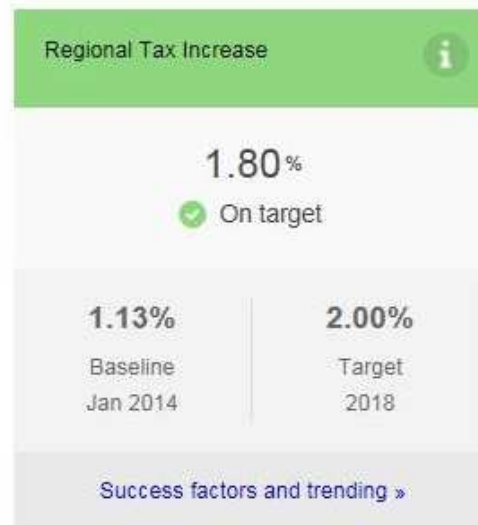 Regional Tax Increase
1.80%
On target
1.13%
Baseline
Jan 2014
2.00%
Target
2018
Success factors and trending »